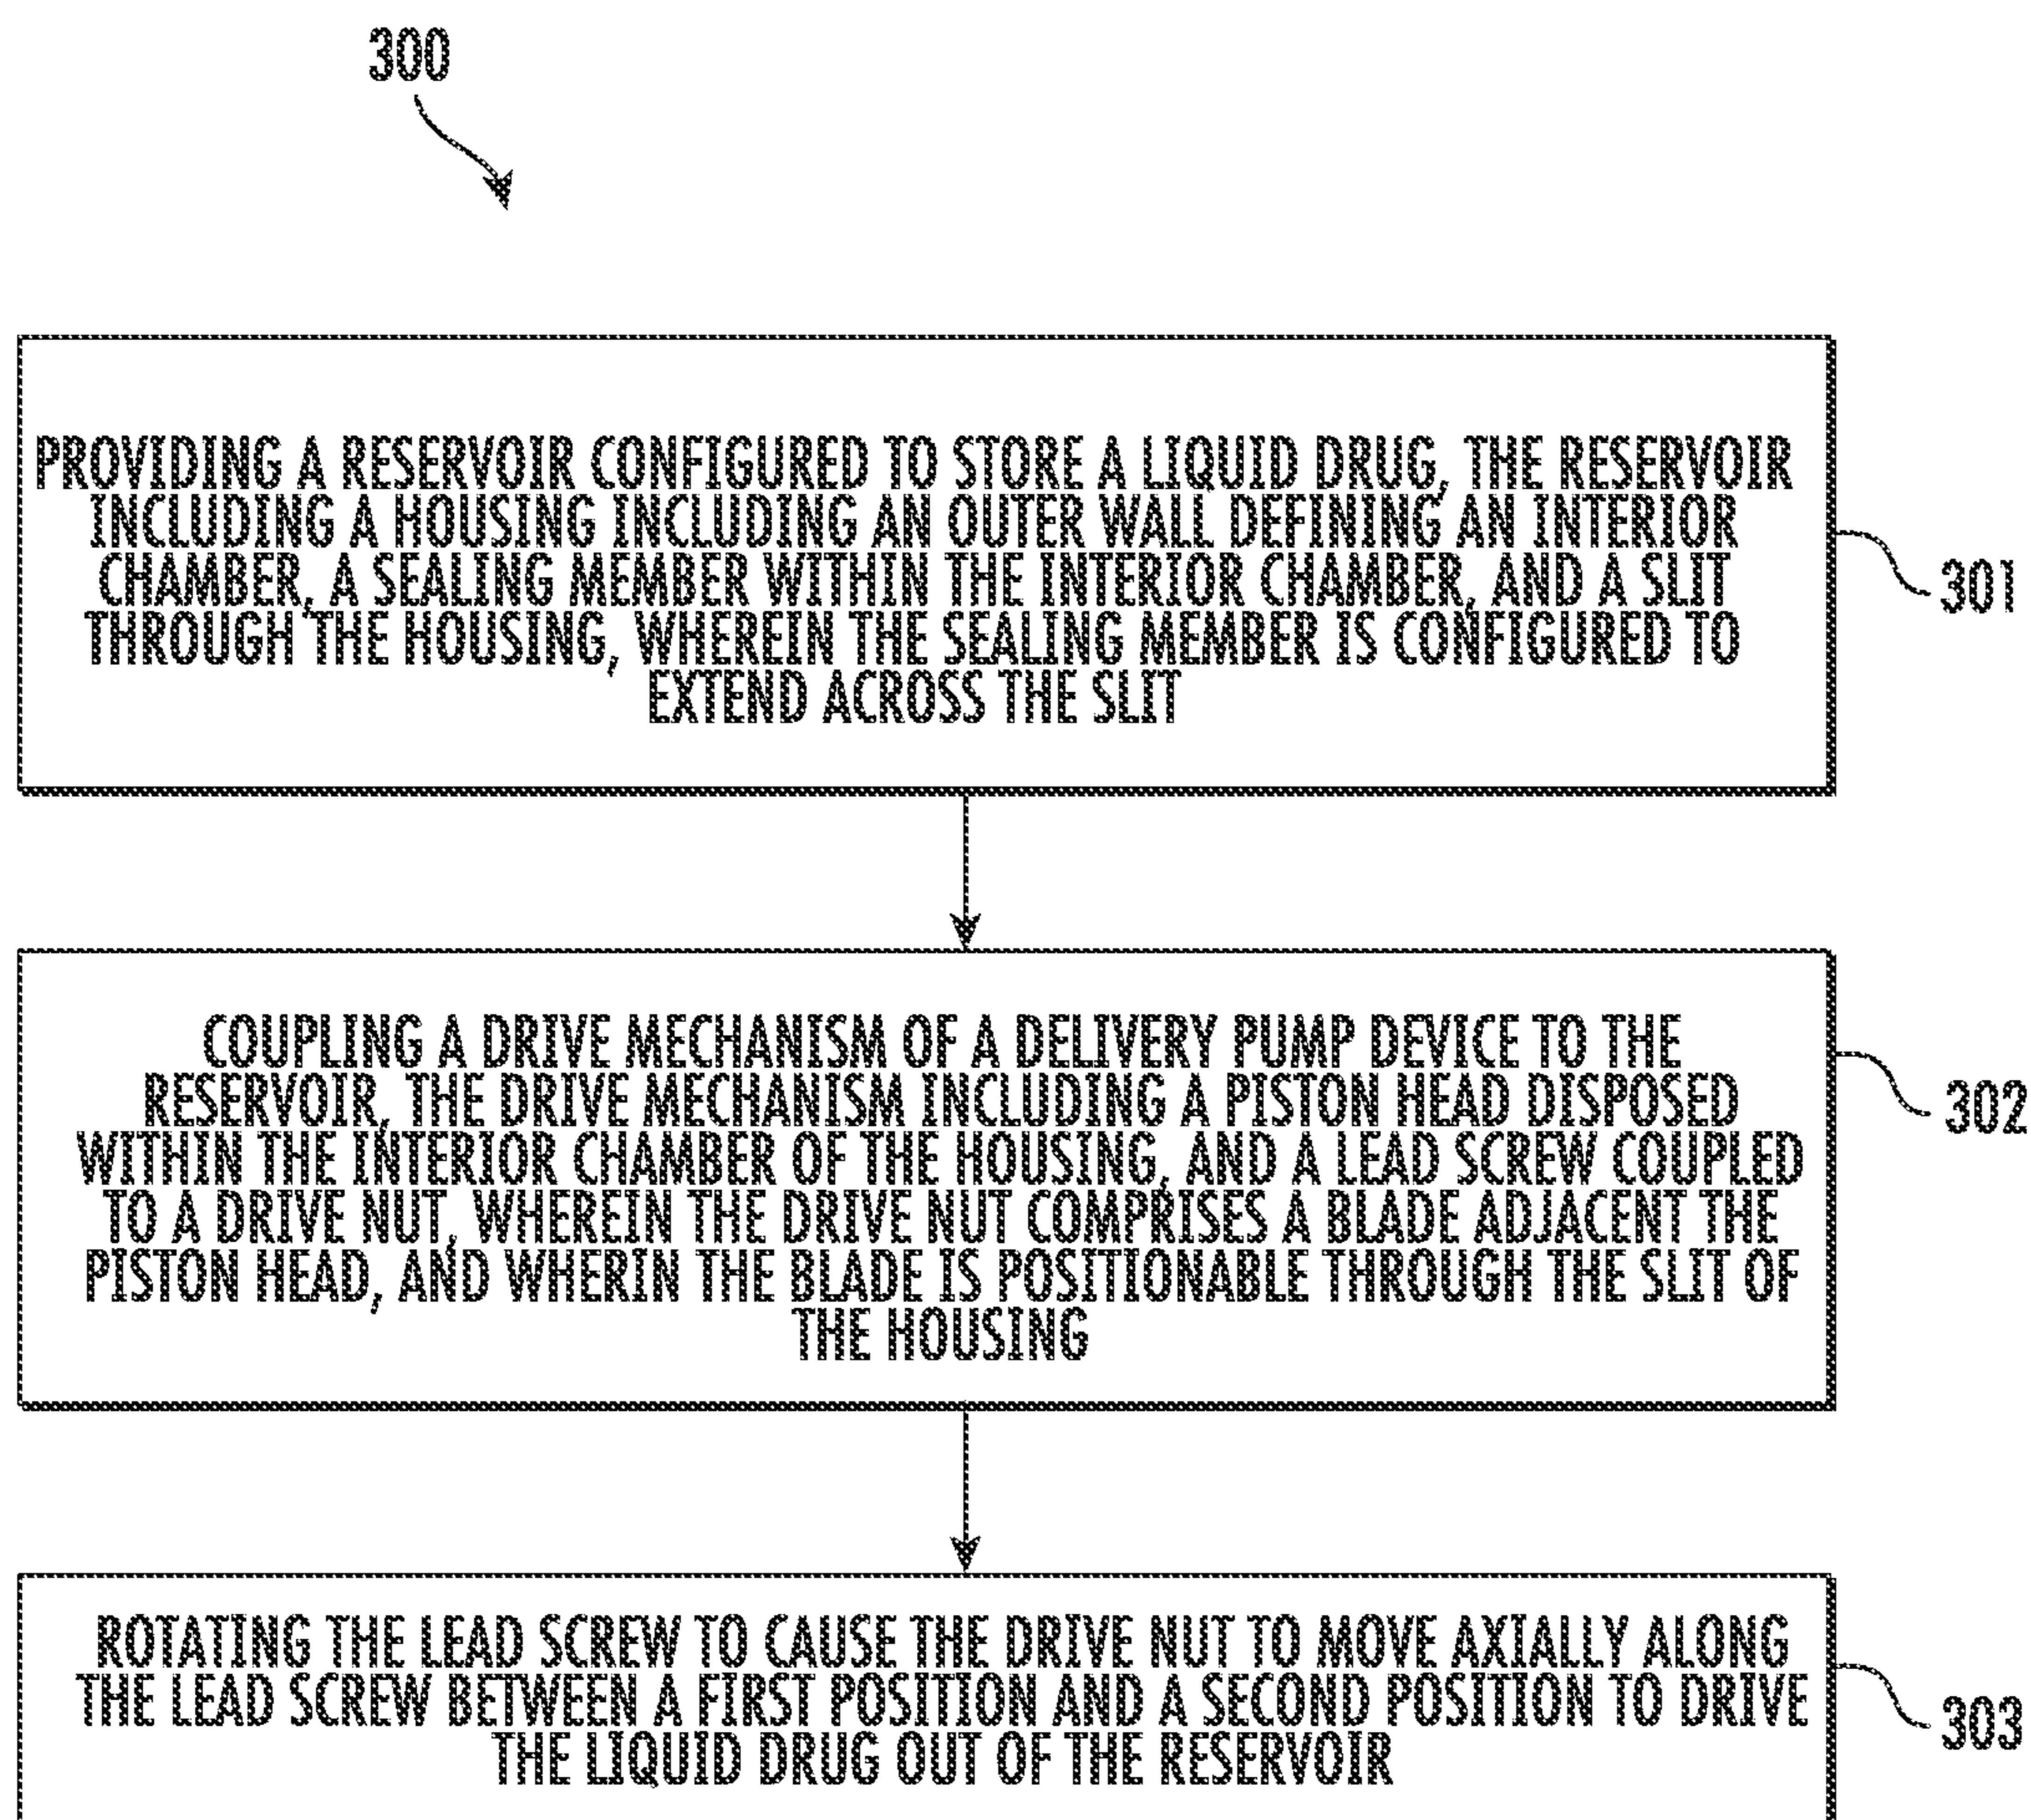 300
PROVIDING A RESERVOIR CONFIGURED TO STORE A LIQUID DRUG, THE RESERVOIR
INCLUDING A HOUSING INCLUDING AN OUTER WALL DEFINING AN INTERIOR
CHAMBER, A SEALING MEMBER WITHIN THE INTERIOR CHAMBER, AND A SLIT
THROUGH THE HOUSING, WHEREIN THE SEALING MEMBER IS CONFIGURED TO
EXTEND ACROSS THE SLIT
301
COUPLING A DRIVE MECHANISM OF A DELIVERY PUMP DEVICE TO THE
RESERVOIR, THE DRIVE MECHANISM INCLUDING A PISTON HEAD DISPOSED
WITHIN THE INTERIOR CHAMBER OF THE HOUSING, AND A LEAD SCREW COUPLED
TO A DRIVE NUT, WHEREIN THE DRIVE NUT COMPRISES A BLADE ADJACENT THE
PISTON HEAD, AND WHERIN THE BLADE IS POSITIONABLE THROUGH THE SLIT OF
THE HOUSING
302
ROTATING THE LEAD SCREW TO CAUSE THE DRIVE NUT TO MOVE AXIALLY ALONG
THE LEAD SCREW BETWEEN A FIRST POSITION AND A SECOND POSITION TO DRIVE
THE LIQUID DRUG OUT OF THE RESERVOIR
303